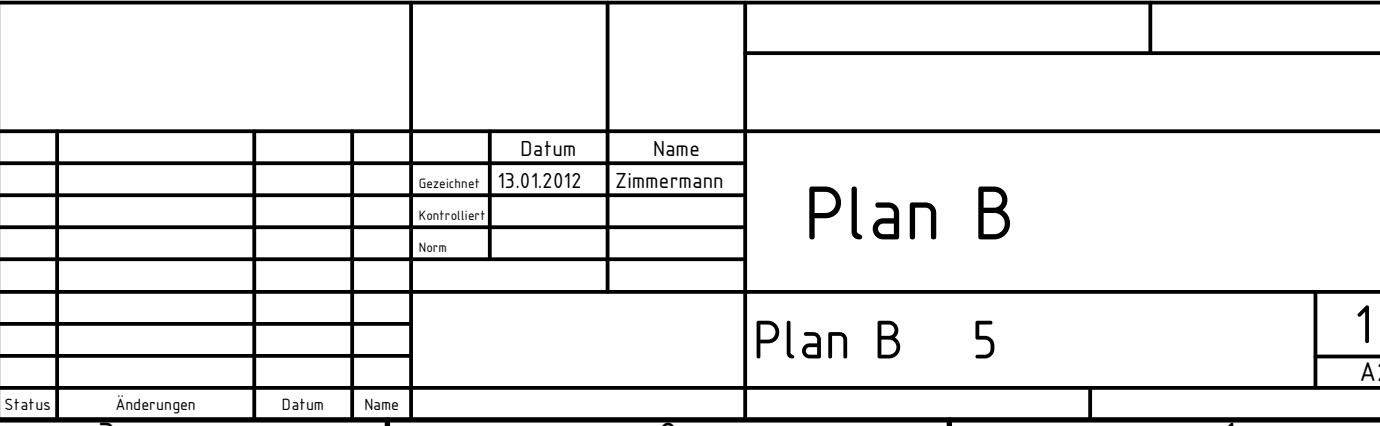 Datum Name
Gezeichnet 13.01.2012 Zimmermann
Kontrolliert
Norm
Plan B
Plan B 5
1
Status Änderungen Datum Name